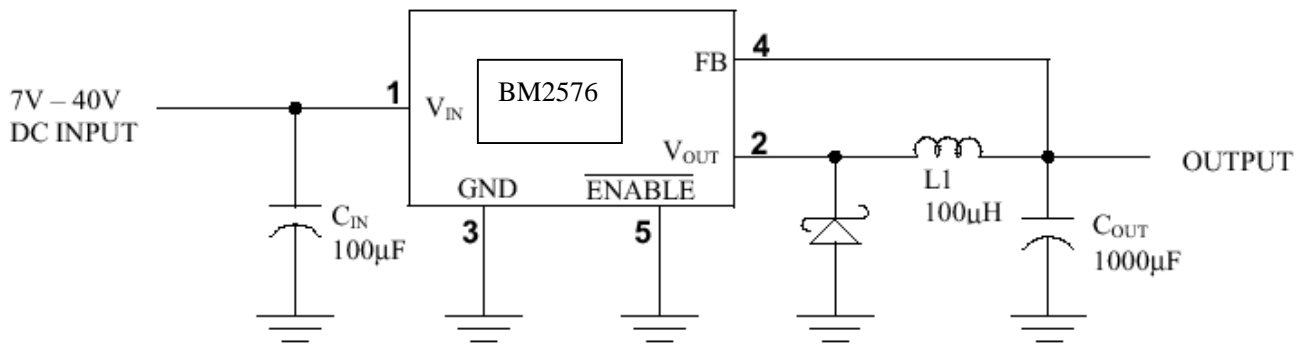 7V – 40V
DC INPUT
1
V_IN
BM2576
FB
4
V_OUT
2
GND
3
ENABLE
5
C_IN
100μF
L1
100μH
C_OUT
1000μF
OUTPUT